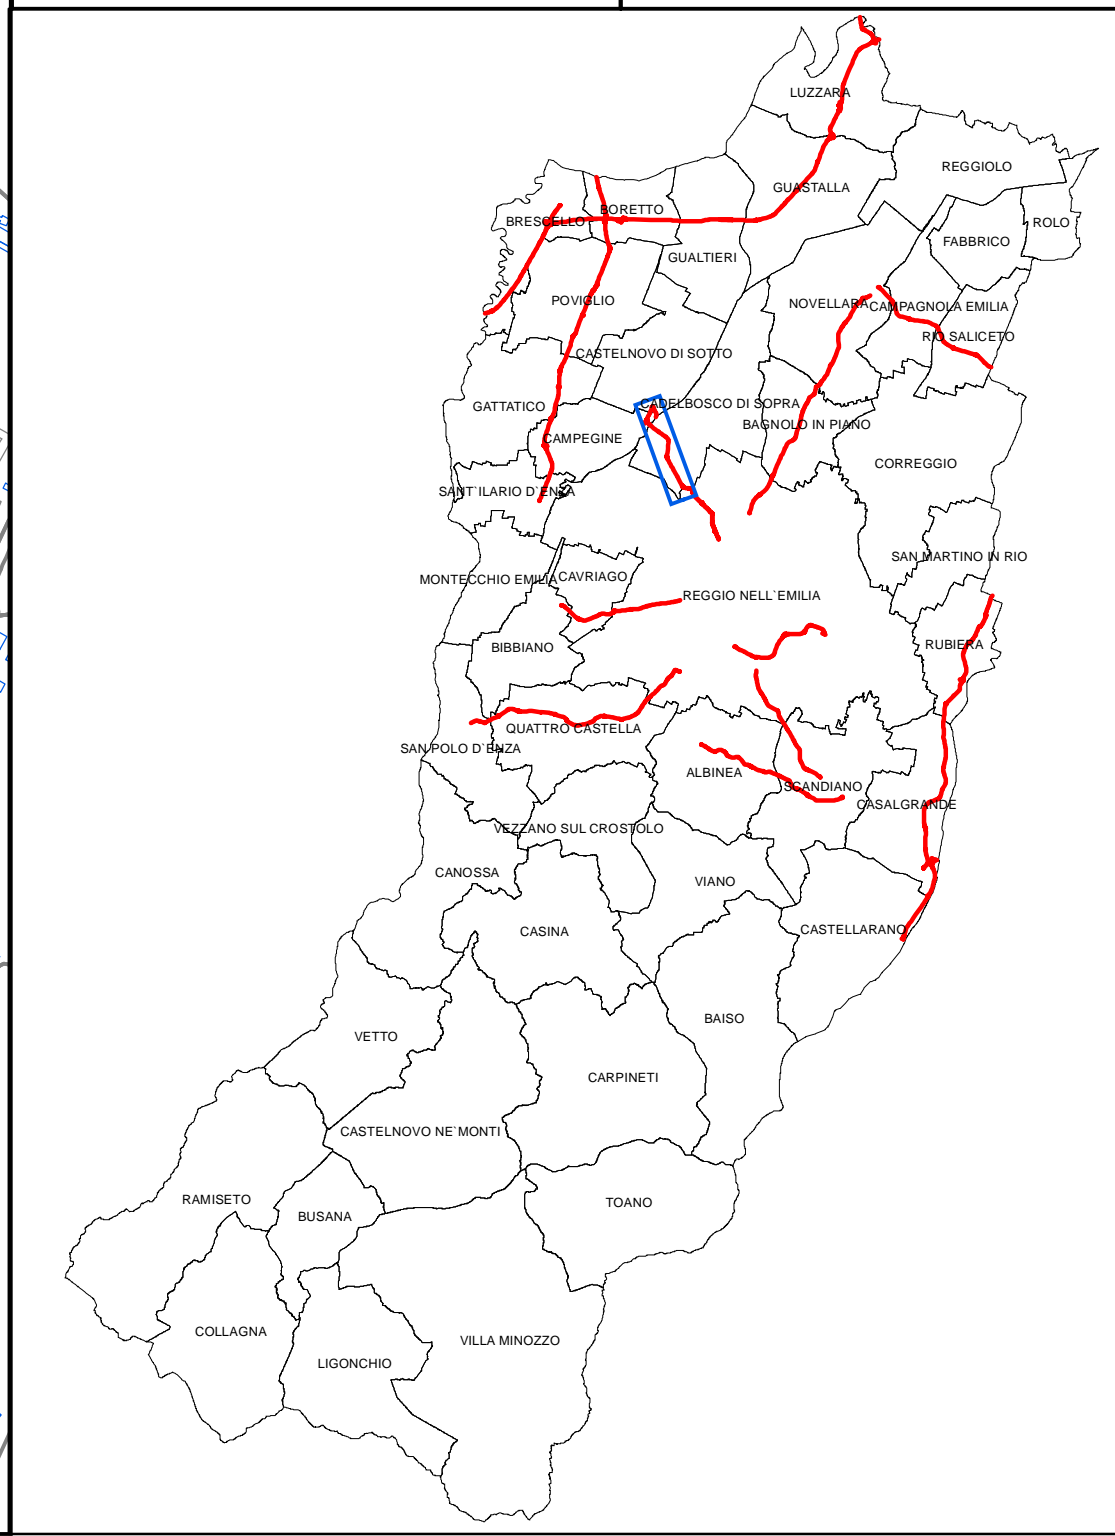 LUZZARA
REGGIOLO
GUASTALLA
BORETTO
BRESCELLO
ROLO
FABBRICO
GUALTIERI
POVIGLIO
NOVELLARA
CAMPAGNOLA EMILIA
RIO SALICETO
CASTELNOVO DI SOTTO
CADELBOSCO DI SOPRA
GATTATICO
BAGNOLO IN PIANO
CAMPEGINE
CORREGGIO
SANT`ILARIO D`ENZA
SAN MARTINO IN RIO
MONTECCHIO EMILIA
CAVRIAGO
REGGIO NELL`EMILIA
BIBBIANO
RUBIERA
QUATTRO CASTELLA
SAN POLO D`ENZA
ALBINEA
SCANDIANO
CASALGRANDE
VEZZANO SUL CROSTOLO
CANOSSA
VIANO
CASINA
CASTELLARANO
BAISO
VETTO
CARPINETI
CASTELNOVO NE`MONTI
RAMISETO
TOANO
BUSANA
COLLAGNA
VILLA MINOZZO
LIGONCHIO